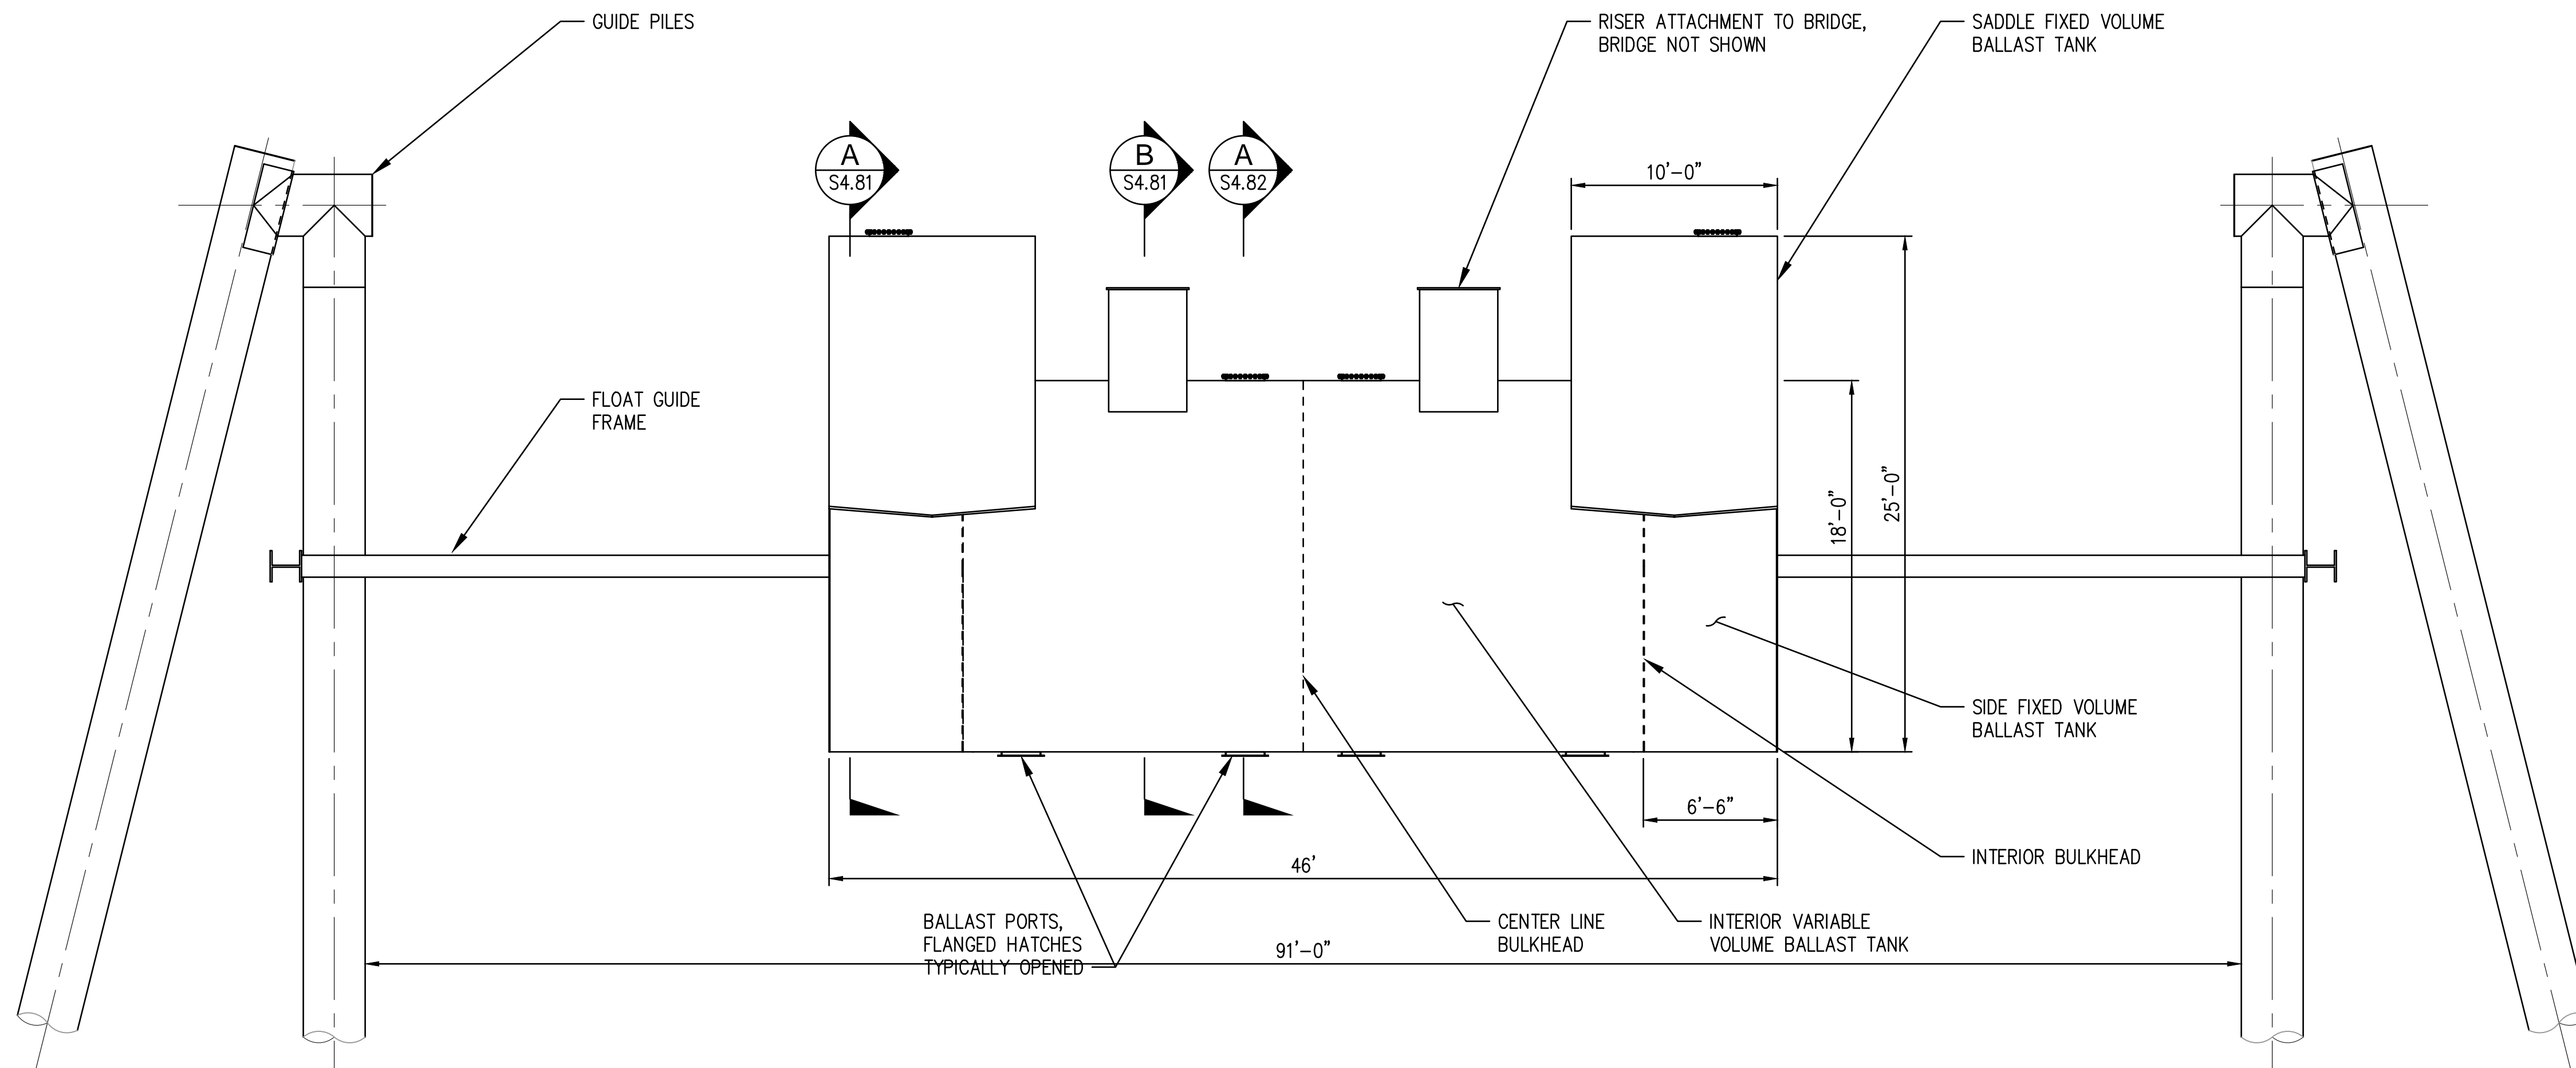 GUIDE PILES
RISER ATTACHMENT TO BRIDGE,
BRIDGE NOT SHOWN
SADDLE FIXED VOLUME
BALLAST TANK
A
S4.81
B
S4.81
A
S4.82
10'-0"
FLOAT GUIDE
FRAME
18'-0"
25'-0"
SIDE FIXED VOLUME
BALLAST TANK
6'-6"
INTERIOR BULKHEAD
46'
BALLAST PORTS,
FLANGED HATCHES
TYPICALLY OPENED
CENTER LINE
BULKHEAD
INTERIOR VARIABLE
VOLUME BALLAST TANK
91'-0"